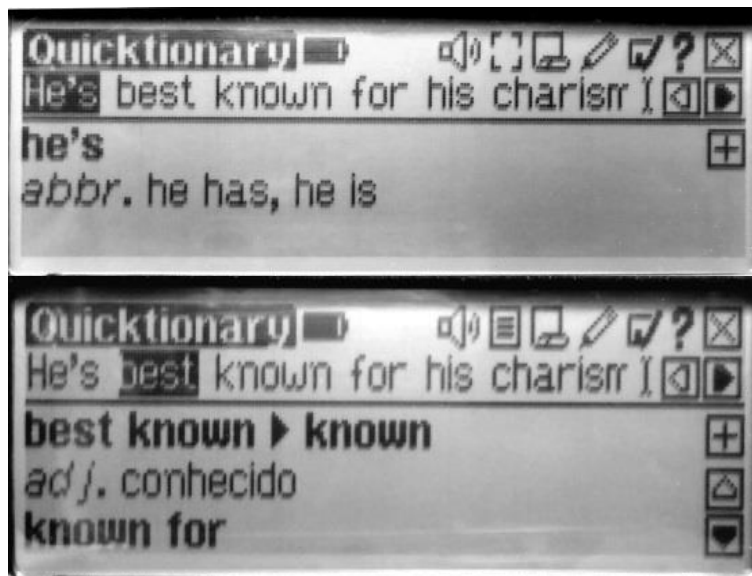 Quicktionary ?
He's best known for his charism
he's
abbr. he has, he is
Quicktionary ?
He's best known for his charism
best known known
adj. conhecido
known for